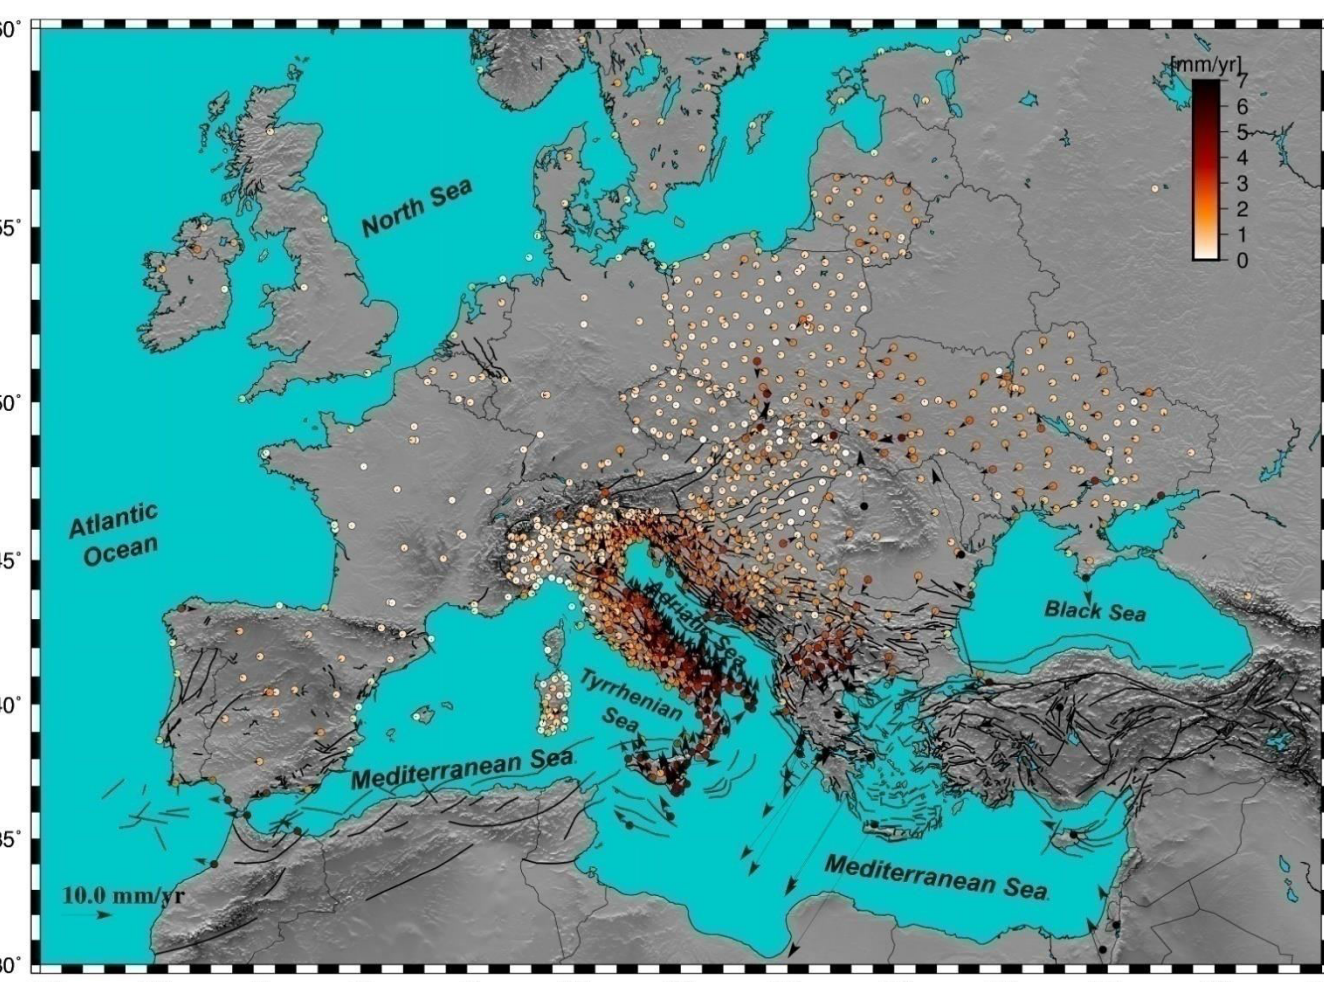 60°
[mm/yr]
7
6
5
4
3
2
1
0
North Sea
55°
50°
Atlantic
Ocean
45°
Adriatic Sea
Black Sea
40°
Tyrrhenian
Sea
Mediterranean Sea
35°
Mediterranean Sea
10.0 mm/yr
30°